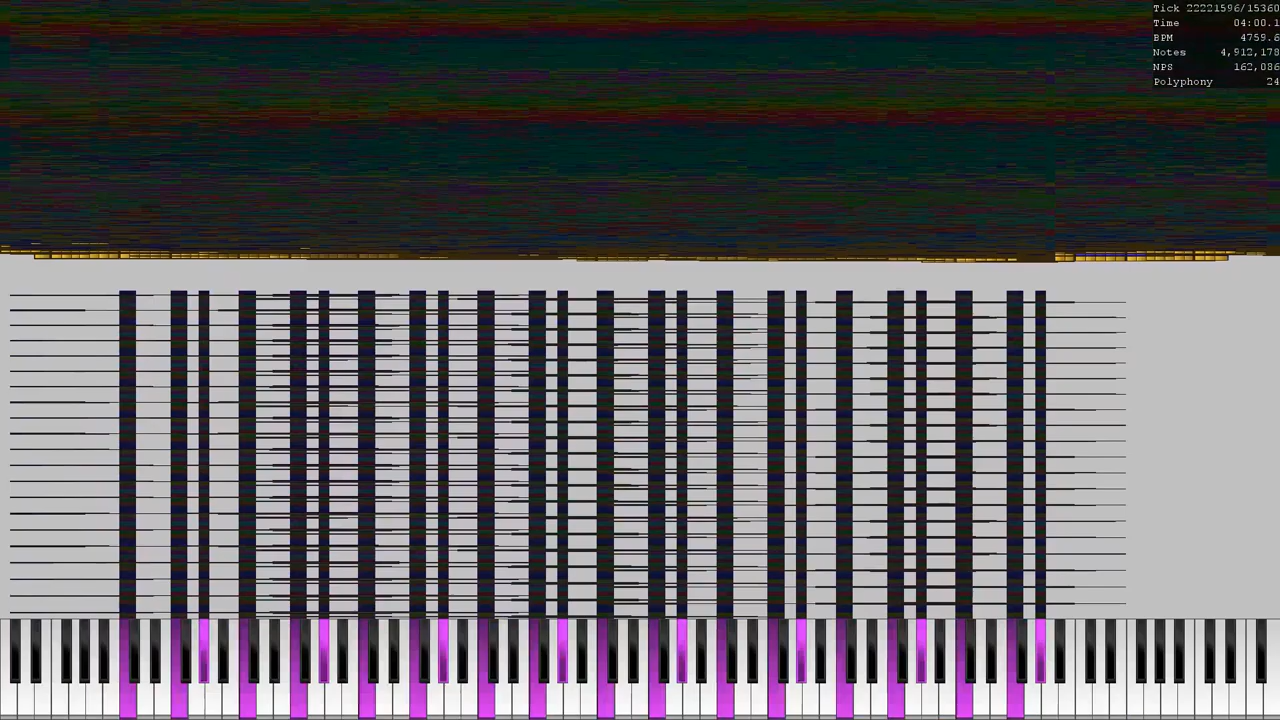 Tick 22221596/15360
Time 04:00.1
BPM 4759.6
Notes 4,912,178
NPS 162,086
Polyphony 24